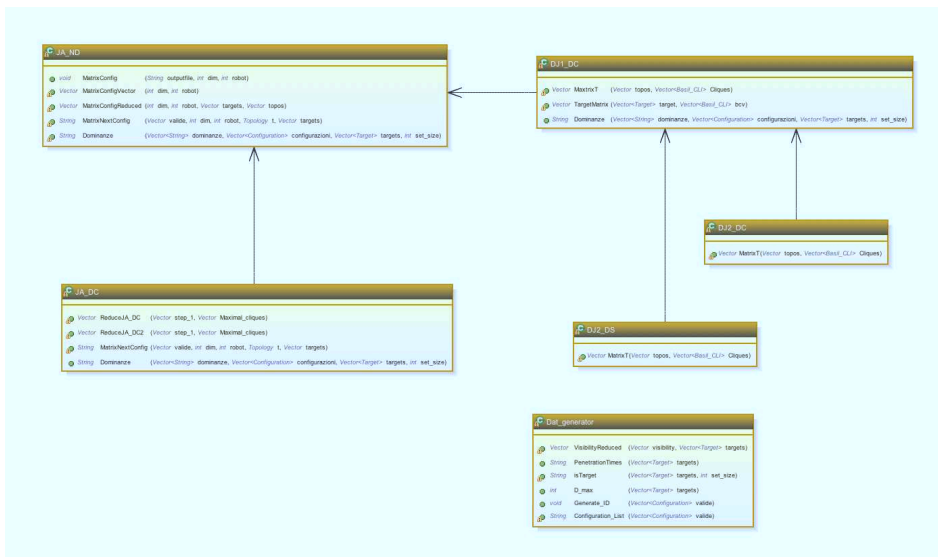 JA_ND
void MatrixConfig (String outputfile, int dim, int robot)
Vector MatrixConfigVector (int dim, int robot)
Vector MatrixConfigReduced (int dim, int robot, Vector targets, Vector topos)
String MatrixNextConfig (Vector valide, int dim, int robot, Topology t, Vector targets)
String Dominanze (Vector<String> dominanze, Vector<Configuration> configurazioni, Vector<Target> targets, int set_size)
DJ1_DC
Vector MaxtrixT (Vector topos, Vector<Basil_CLI> Cliques)
Vector TargetMatrix (Vector<Target> target, Vector<Basil_CLI> bcv)
String Dominanze (Vector<String> dominanze, Vector<Configuration> configurazioni, Vector<Target> targets, int set_size)
DJ2_DC
Vector MatrixT(Vector topos, Vector<Basil_CLI> Cliques)
JA_DC
Vector ReduceJA_DC (Vector step_1, Vector Maximal_cliques)
Vector ReduceJA_DC2 (Vector step_1, Vector Maximal_cliques)
String MatrixNextConfig (Vector valide, int dim, int robot, Topology t, Vector targets)
String Dominanze (Vector<String> dominanze, Vector<Configuration> configurazioni, Vector<Target> targets, int set_size)
DJ2_DS
Vector MatrixT(Vector topos, Vector<Basil_CLI> Cliques)
Dat_generator
Vector VisibilityReduced (Vector visibility, Vector<Target> targets)
String PenetrationTimes (Vector<Target> targets)
String isTarget (Vector<Target> targets, int set_size)
int D_max (Vector<Target> targets)
void Generate_ID (Vector<Configuration> valide)
String Configuration_List (Vector<Configuration> valide)